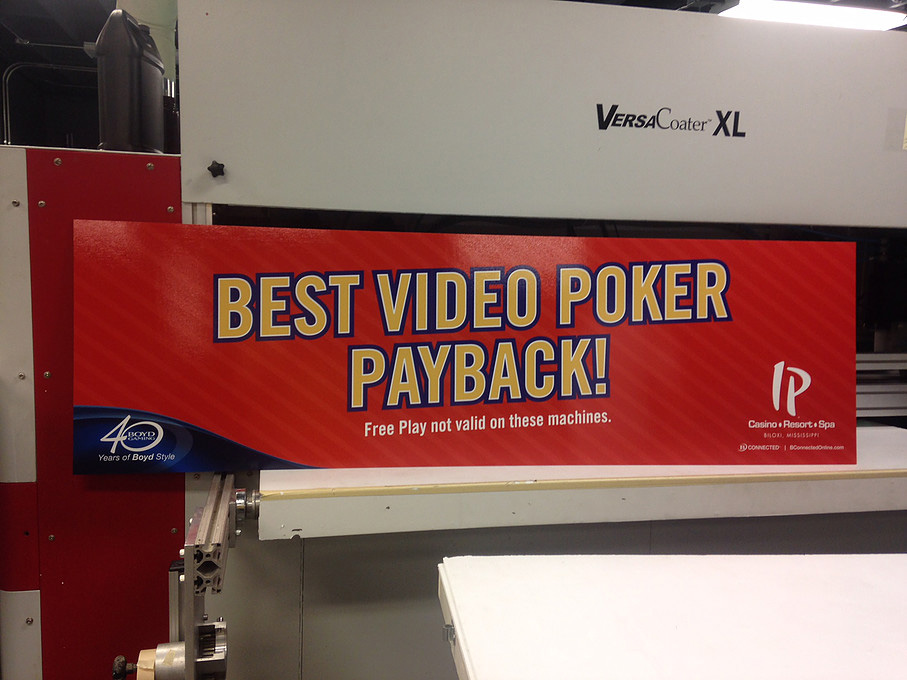 VERSACoater™ XL
BEST VIDEO POKER
PAYBACK!
Free Play not valid on these machines.
40
BOYD
GAMING
Years of Boyd Style
IP
Casino • Resort • Spa
BILOXI, MISSISSIPPI
B CONNECTED | BConnectedOnline.com